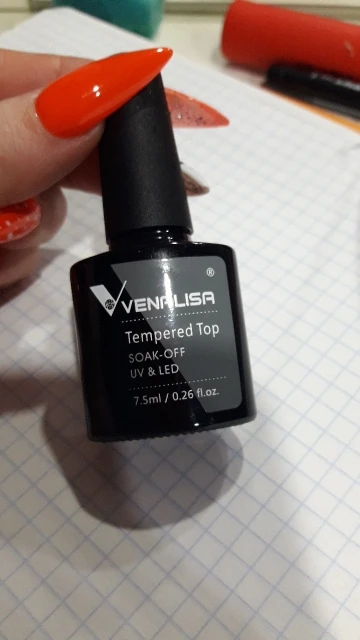 ®
VENALISA
Tempered Top
SOAK-OFF
UV & LED
7.5ml / 0.26 fl.oz.